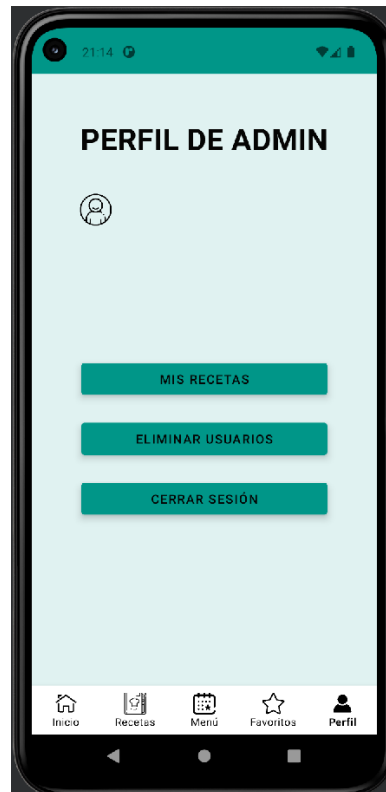 21:14
PERFIL DE ADMIN
MIS RECETAS
ELIMINAR USUARIOS
CERRAR SESIÓN
Inicio Recetas Menú Favoritos Perfil